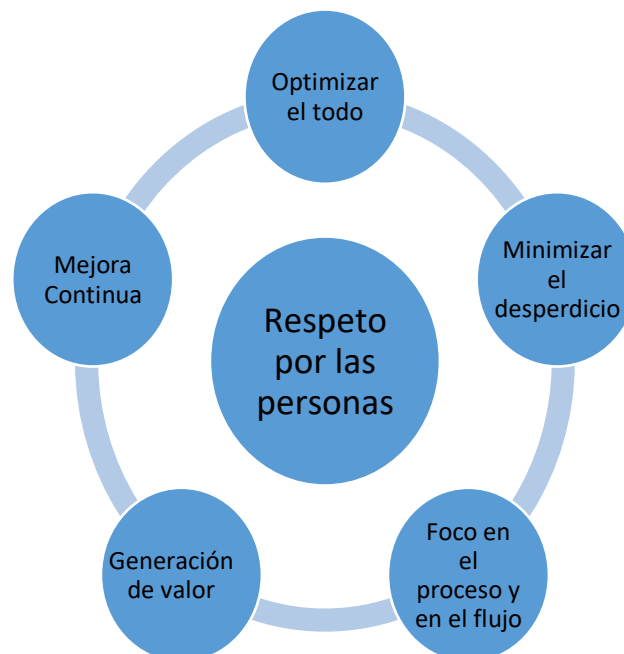 Optimizar
el todo
Minimizar
el
desperdicio
Foco en
el
proceso y
en el flujo
Generación
de valor
Mejora
Continua
Respeto
por las
personas